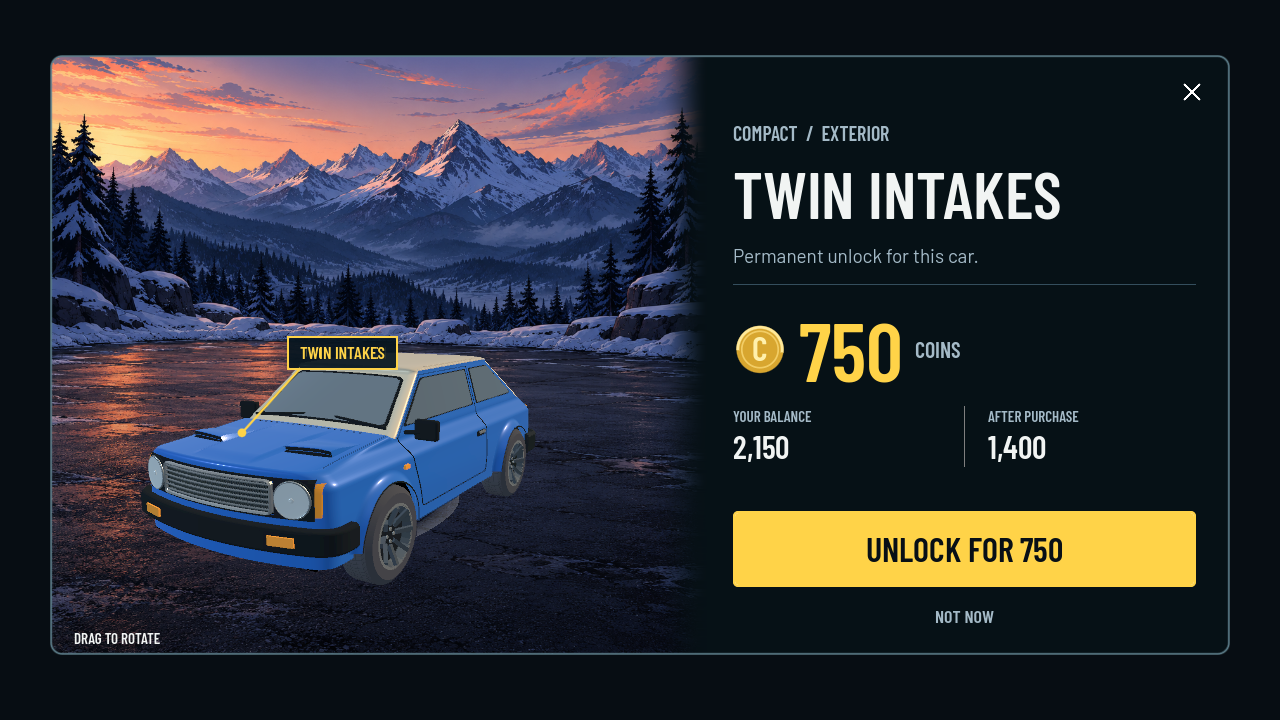 COMPACT / EXTERIOR
TWIN INTAKES
Permanent unlock for this car.
C 750 COINS
YOUR BALANCE
2,150
AFTER PURCHASE
1,400
UNLOCK FOR 750
NOT NOW
TWIN INTAKES
DRAG TO ROTATE